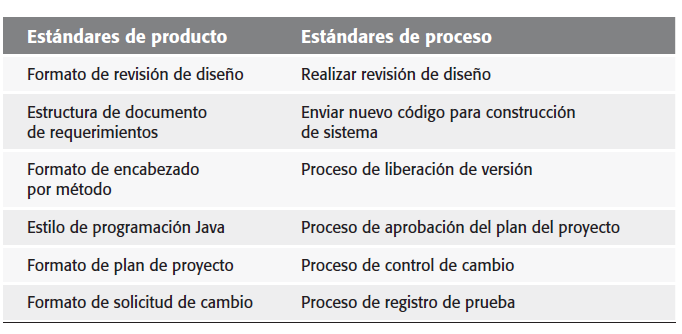 Estándares de producto Estándares de proceso
Formato de revisión de diseño Realizar revisión de diseño
Estructura de documento Enviar nuevo código para construcción
de requerimientos de sistema
Formato de encabezado Proceso de liberación de versión
por método
Estilo de programación Java Proceso de aprobación del plan del proyecto
Formato de plan de proyecto Proceso de control de cambio
Formato de solicitud de cambio Proceso de registro de prueba